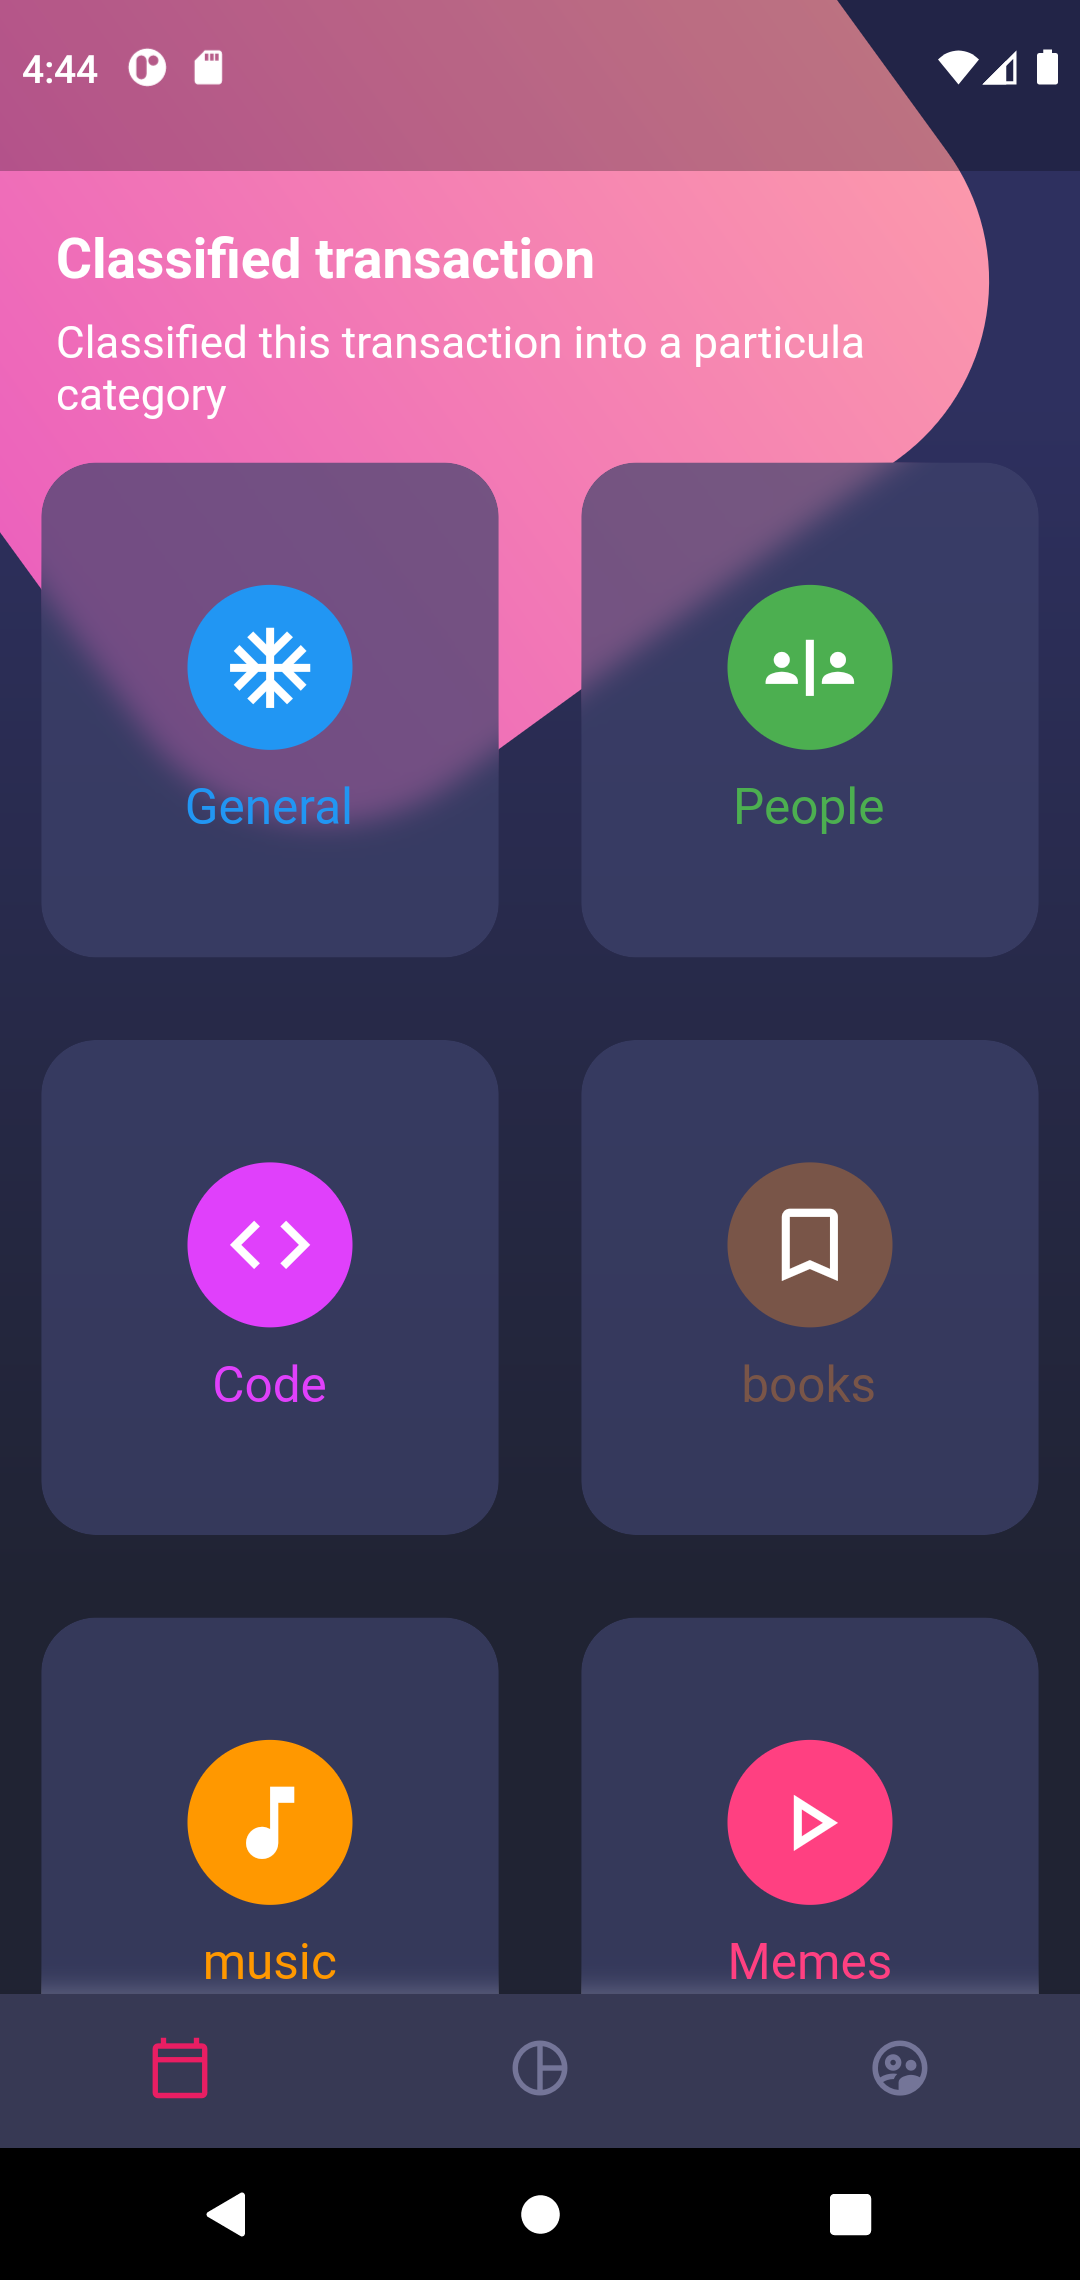 4:44
Classified transaction
Classified this transaction into a particula
category
General
People
Code
books
music
Memes